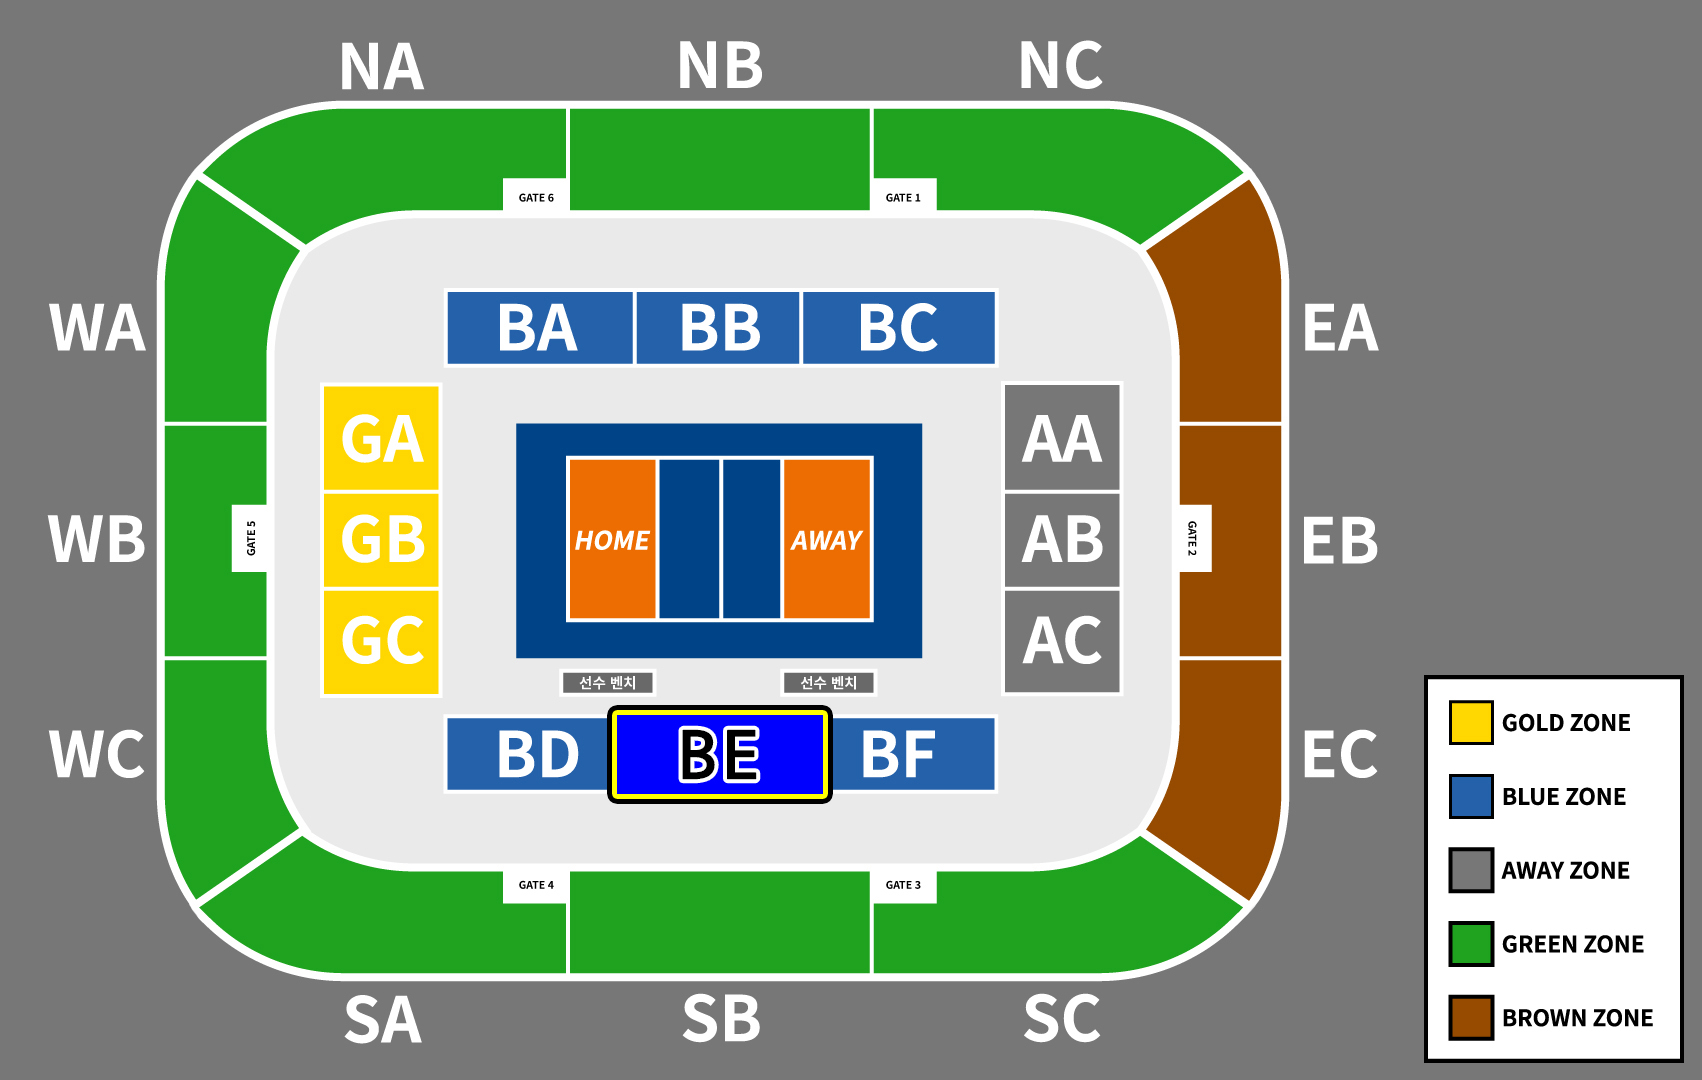 NA NB NC
GATE 6 GATE 1
WA BA BB BC EA
GA AA
HOME AWAY
WB GATE 5 GB AB GATE 2 EB
GC AC
선수 벤치 선수 벤치
WC BD BE BF EC
GATE 4 GATE 3
SA SB SC
GOLD ZONE
BLUE ZONE
AWAY ZONE
GREEN ZONE
BROWN ZONE